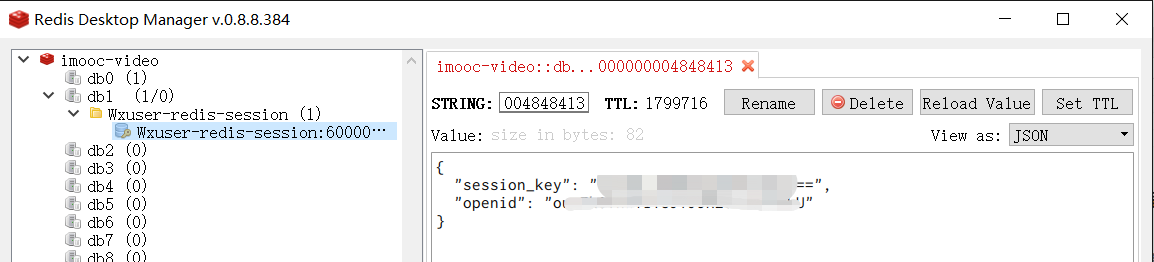 Redis Desktop Manager v.0.8.8.384
imooc-video
db0 (1)
db1 (1/0)
Wxuser-redis-session (1)
Wxuser-redis-session:60000…
db2 (0)
db3 (0)
db4 (0)
db5 (0)
db6 (0)
db7 (0)
db8 (0)
imooc-video::db...000000004848413
STRING: 004848413 TTL: 1799716 Rename Delete Reload Value Set TTL
Value: size in bytes: 82 View as: JSON
{
"session_key": "==",
"openid": "ou
}